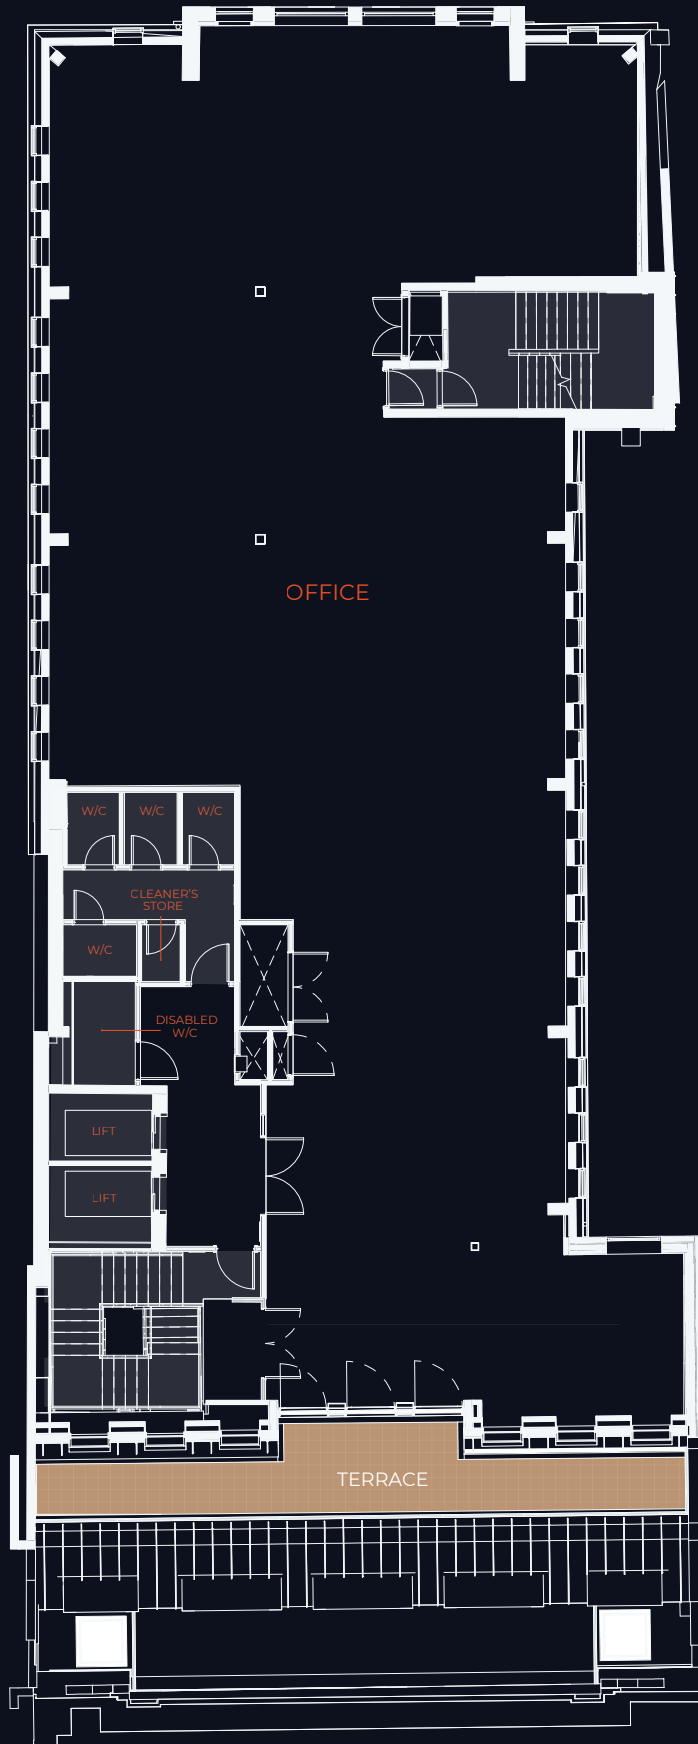 OFFICE
W/C
W/C
W/C
CLEANER'S
STORE
W/C
DISABLED
W/C
LIFT
LIFT
TERRACE